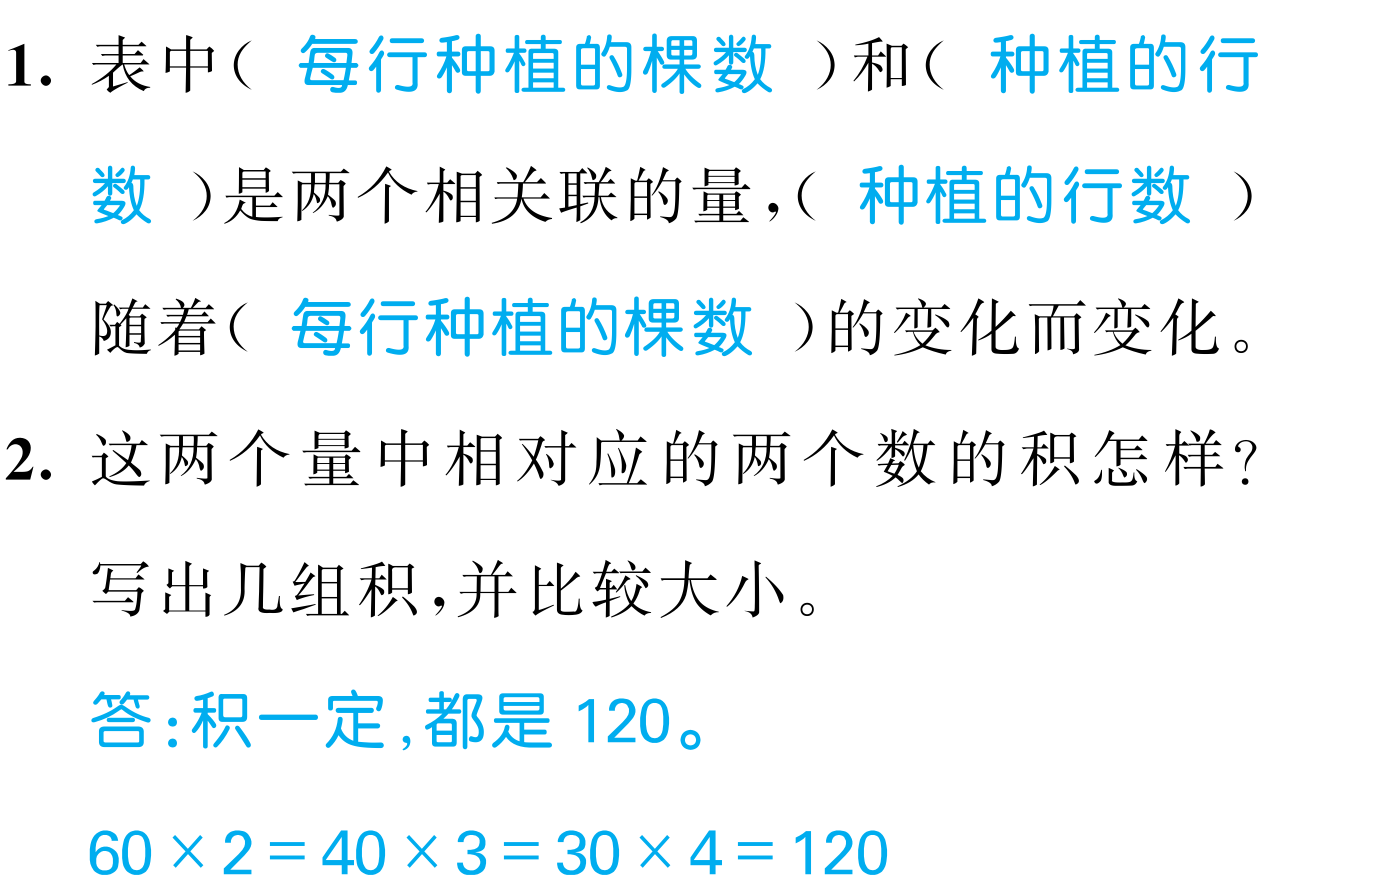 1. 表中( 每行种植的棵数 )和( 种植的行
数 )是两个相关联的量,( 种植的行数 )
随着( 每行种植的棵数 )的变化而变化。
2. 这两个量中相对应的两个数的积怎样?
写出几组积,并比较大小。
答:积一定,都是 120。
60 × 2 = 40 × 3 = 30 × 4 = 120